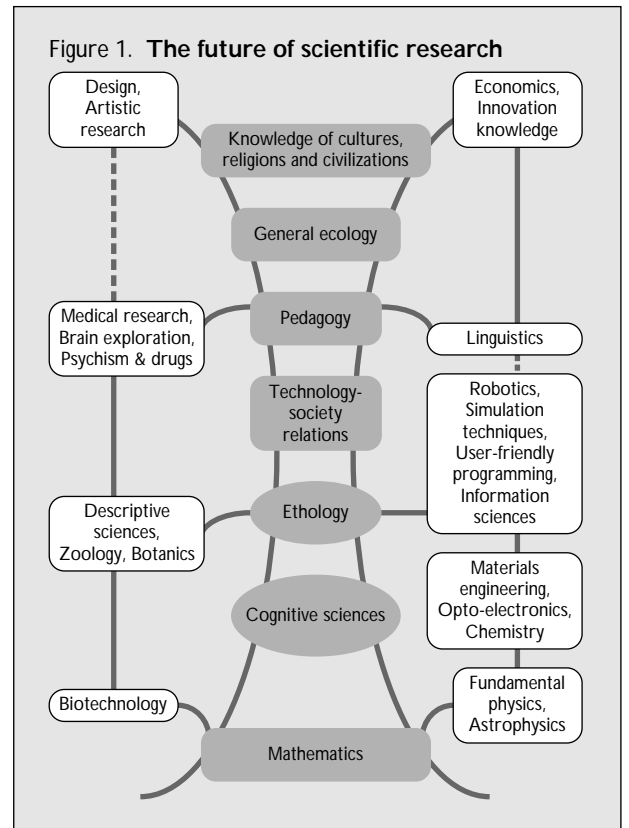 Figure 1. The future of scientific research
Design,
Artistic
research
Economics,
Innovation
knowledge
Knowledge of cultures,
religions and civilizations
General ecology
Medical research,
Brain exploration,
Psychism & drugs
Pedagogy
Linguistics
Technology-
society
relations
Robotics,
Simulation
techniques,
User-friendly
programming,
Information
sciences
Descriptive
sciences,
Zoology, Botanics
Ethology
Materials
engineering,
Opto-electronics,
Chemistry
Cognitive sciences
Biotechnology
Fundamental
physics,
Astrophysics
Mathematics